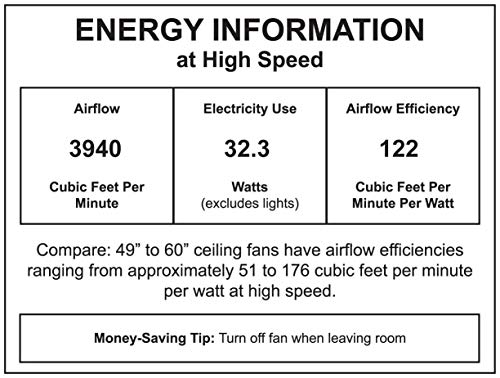 ENERGY INFORMATION
at High Speed
Airflow
3940
Cubic Feet Per
Minute
Electricity Use
32.3
Watts
(excludes lights)
Airflow Efficiency
122
Cubic Feet Per
Minute Per Watt
Compare: 49” to 60” ceiling fans have airflow efficiencies
ranging from approximately 51 to 176 cubic feet per minute
per watt at high speed.
Money-Saving Tip: Turn off fan when leaving room